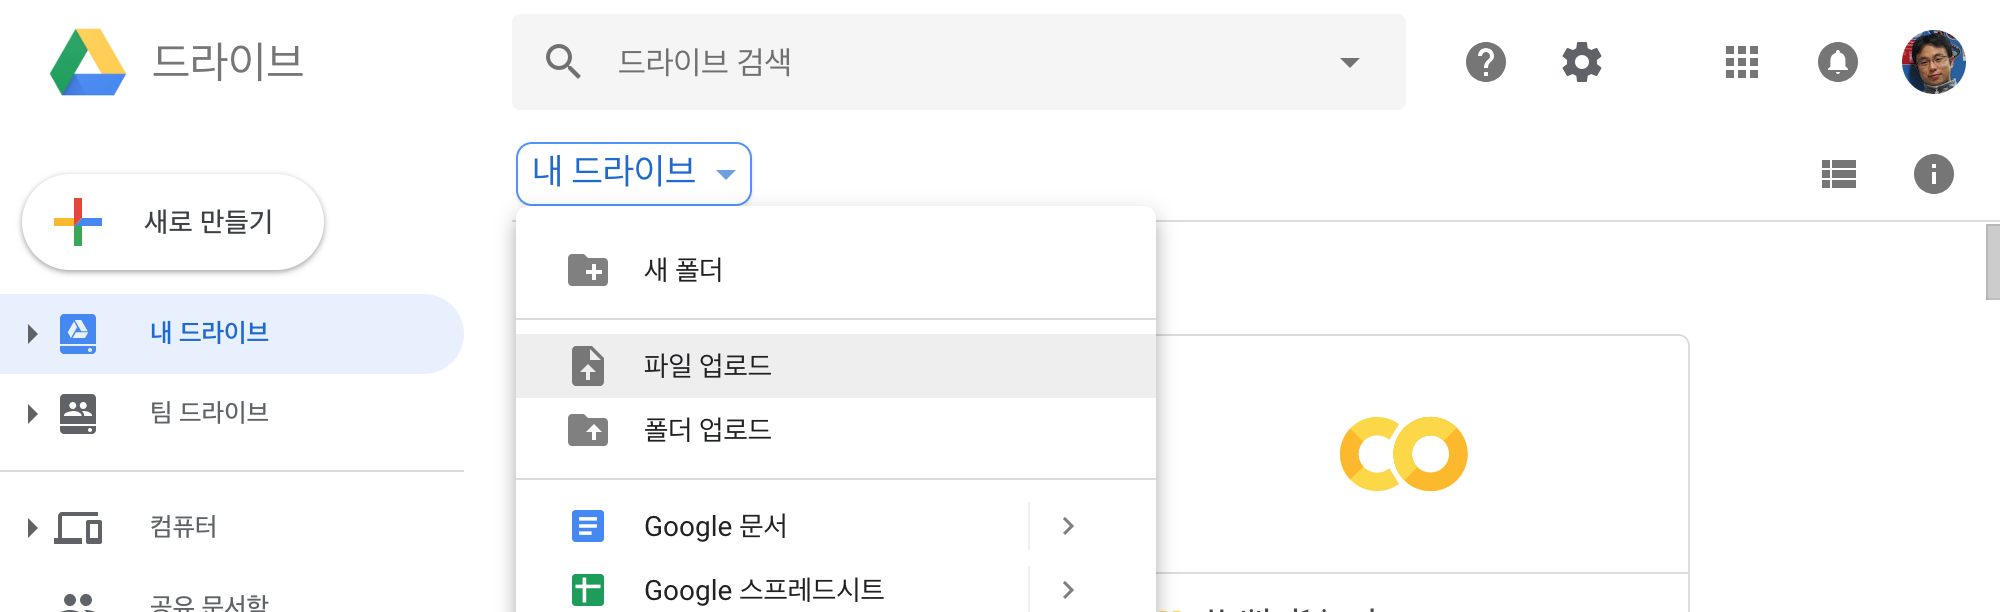 드라이브
드라이브 검색
내 드라이브
새로 만들기
새 폴더
내 드라이브
파일 업로드
팀 드라이브
폴더 업로드
컴퓨터
Google 문서
Google 스프레드시트
공유 문서함